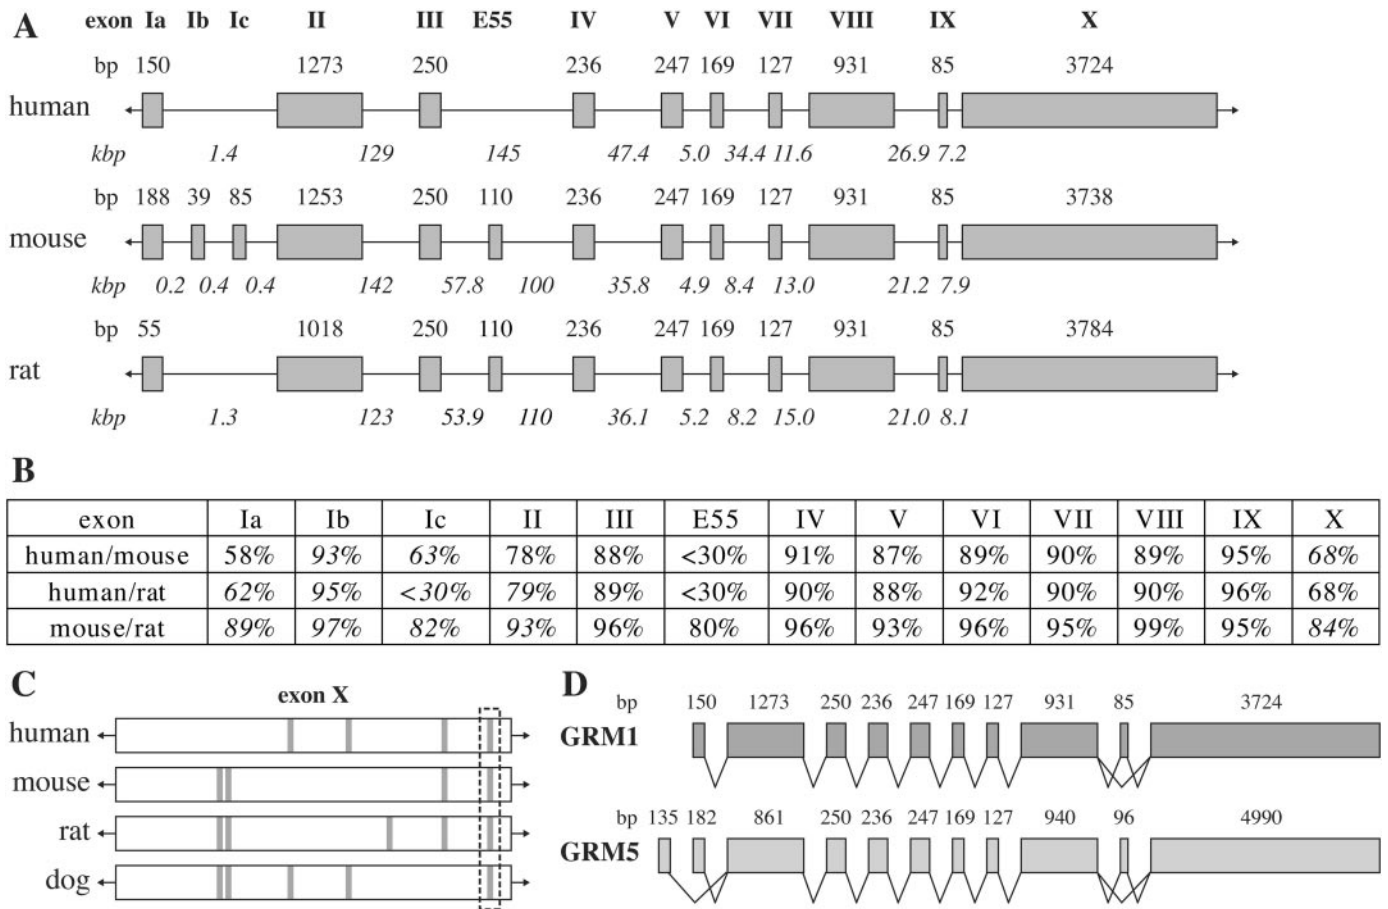 A exon Ia Ib Ic II III E55 IV V VI VII VIII IX X
bp 150 1273 250 236 247 169 127 931 85 3724
human
kbp 1.4 129 145 47.4 5.0 34.4 11.6 26.9 7.2
bp 188 39 85 1253 250 110 236 247 169 127 931 85 3738
mouse
kbp 0.2 0.4 0.4 142 57.8 100 35.8 4.9 8.4 13.0 21.2 7.9
bp 55 1018 250 110 236 247 169 127 931 85 3784
rat
kbp 1.3 123 53.9 110 36.1 5.2 8.2 15.0 21.0 8.1
B
exon Ia Ib Ic II III E55 IV V VI VII VIII IX X
human/mouse 58% 93% 63% 78% 88% <30% 91% 87% 89% 90% 89% 95% 68%
human/rat 62% 95% <30% 79% 89% <30% 90% 88% 92% 90% 90% 96% 68%
mouse/rat 89% 97% 82% 93% 96% 80% 96% 93% 96% 95% 99% 95% 84%
C exon X
human
mouse
rat
dog
D bp 150 1273 250 236 247 169 127 931 85 3724
GRM1
bp 135 182 861 250 236 247 169 127 940 96 4990
GRM5